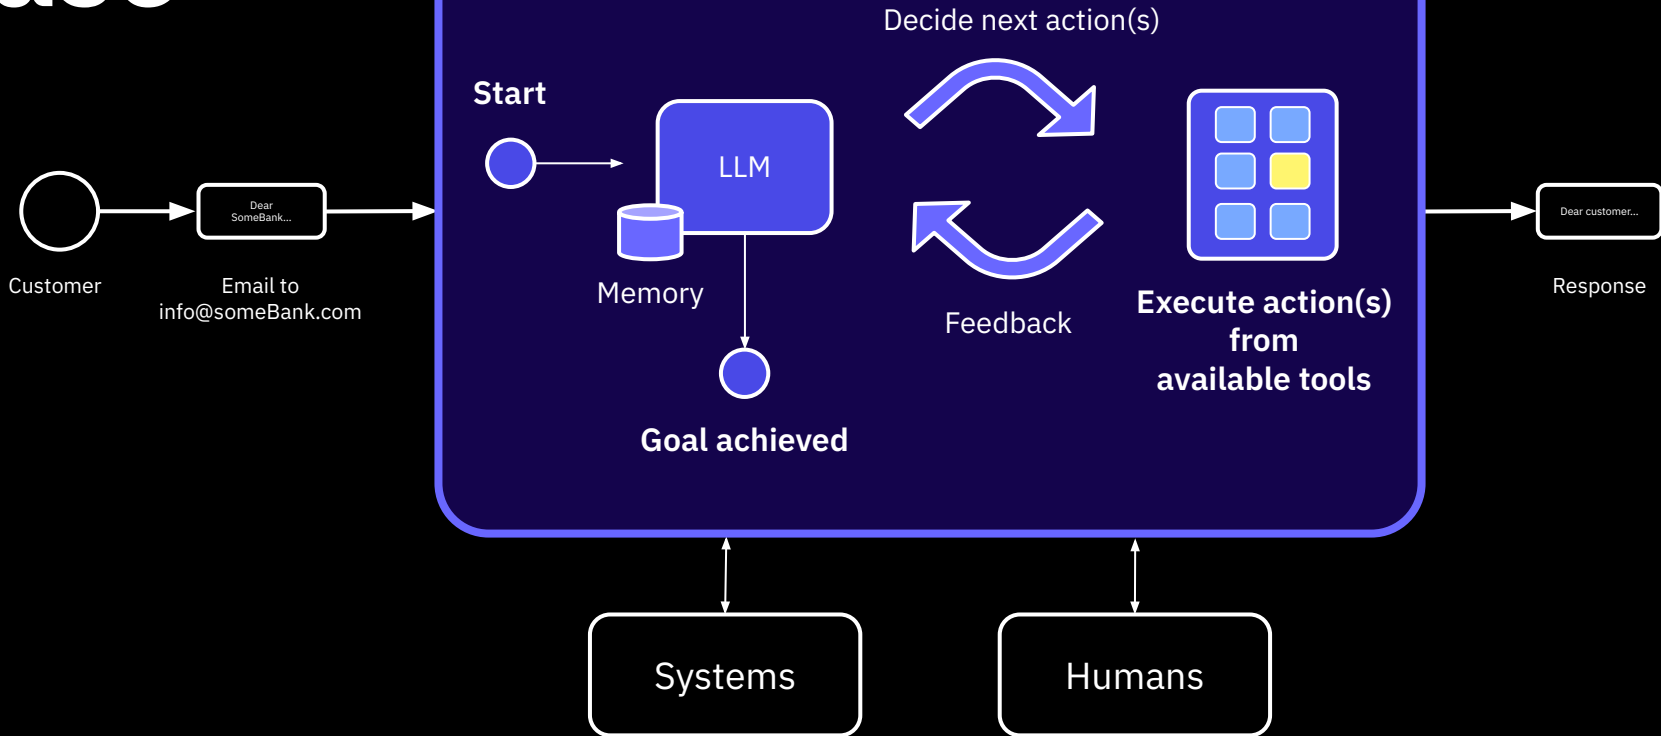 Decide next action(s)
Start
LLM
Dear
SomeBank...
Dear customer...
Customer
Email to
info@someBank.com
Memory
Feedback
Execute action(s)
from
available tools
Response
Goal achieved
Systems
Humans